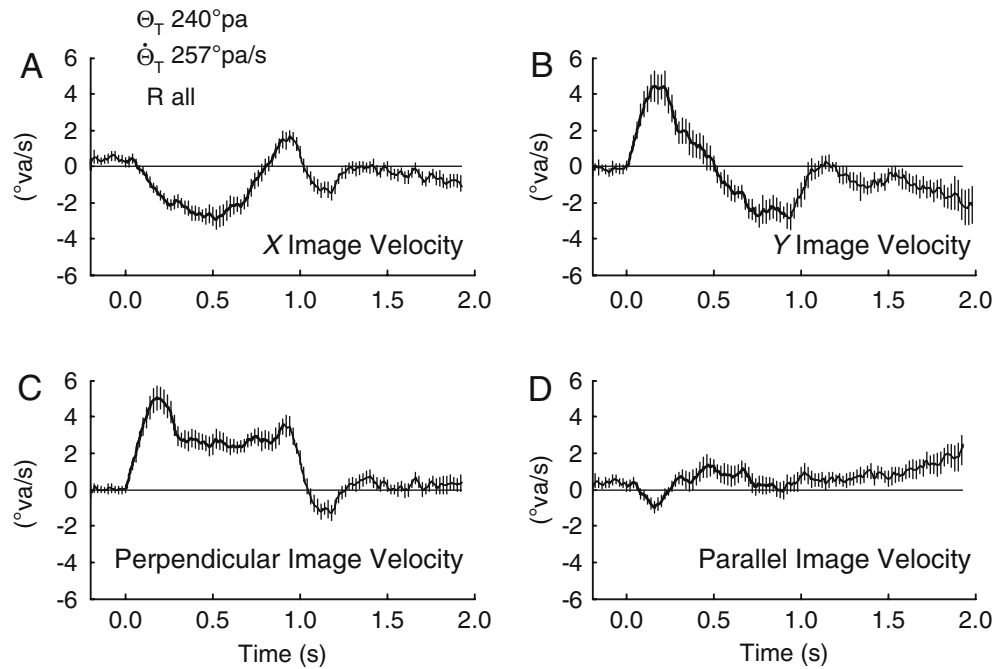 Θ_T 240°pa
Θ̇_T 257°pa/s
R all
A
6
4
2
0
-2
-4
-6
(°va/s)
X Image Velocity
0.0 0.5 1.0 1.5 2.0
B
6
4
2
0
-2
-4
-6
(°va/s)
Y Image Velocity
0.0 0.5 1.0 1.5 2.0
C
6
4
2
0
-2
-4
-6
(°va/s)
Perpendicular Image Velocity
0.0 0.5 1.0 1.5 2.0
Time (s)
D
6
4
2
0
-2
-4
-6
(°va/s)
Parallel Image Velocity
0.0 0.5 1.0 1.5 2.0
Time (s)